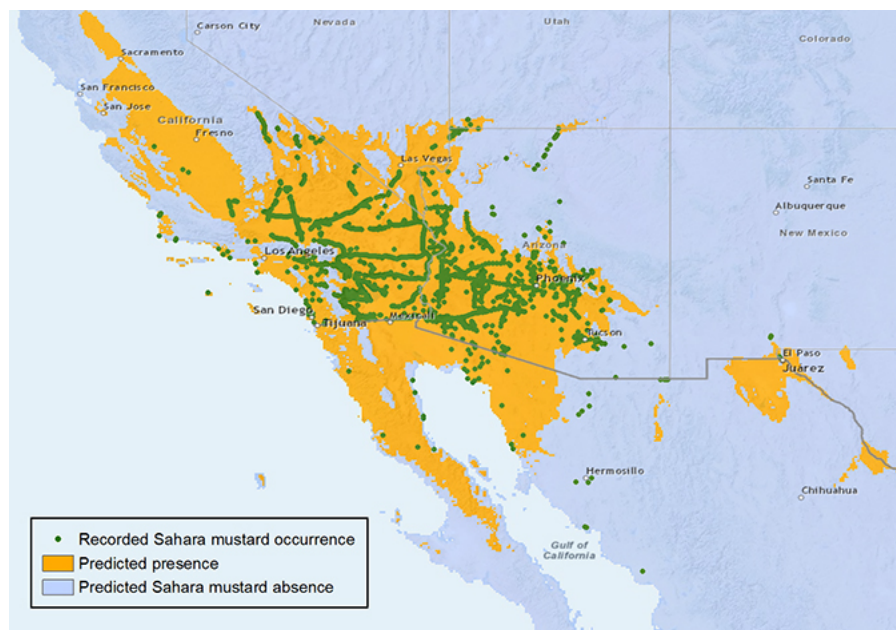 Carson City
Nevada
Utah
Colorado
Sacramento
San Francisco
San Jose
California
Fresno
Las Vegas
Santa Fe
Albuquerque
New Mexico
Los Angeles
Arizona
Phoenix
San Diego
Tijuana
Mexicali
Tucson
El Paso
Juarez
Hermosillo
Chihuahua
Gulf of
California
Recorded Sahara mustard occurrence
Predicted presence
Predicted Sahara mustard absence